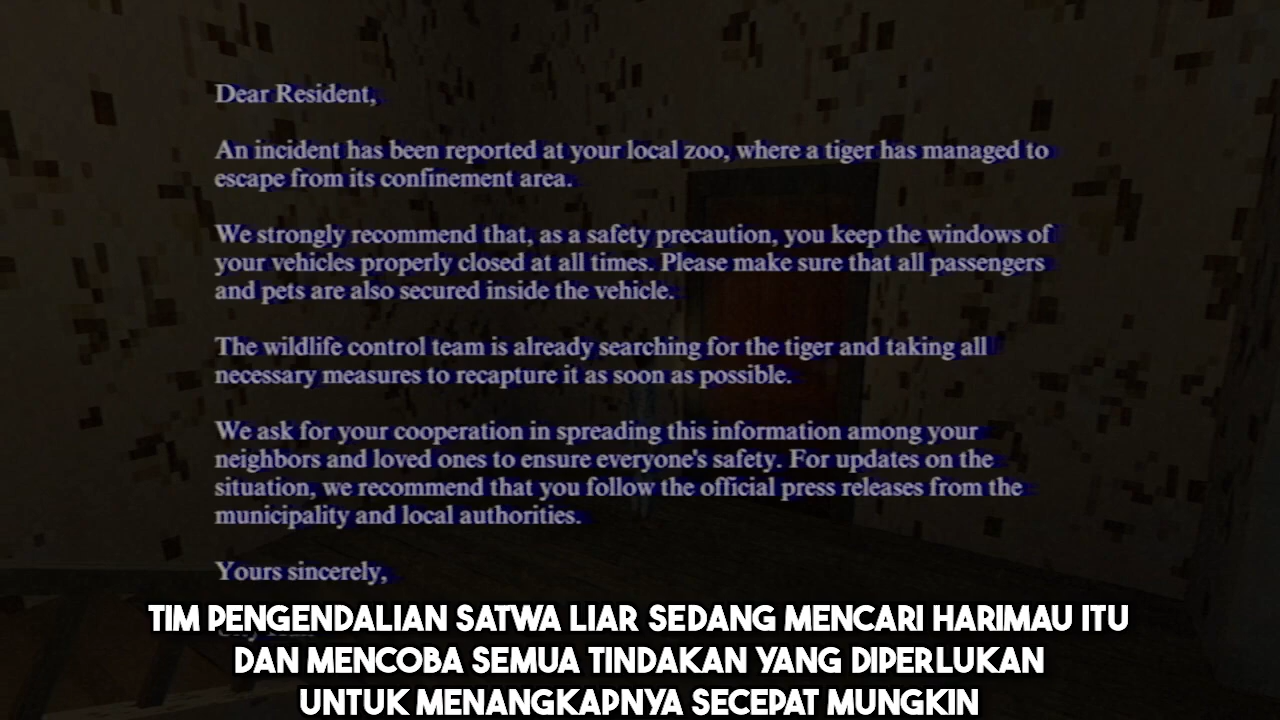 Dear Resident,
An incident has been reported at your local zoo, where a tiger has managed to
escape from its confinement area.
We strongly recommend that, as a safety precaution, you keep the windows of
your vehicles properly closed at all times. Please make sure that all passengers
and pets are also secured inside the vehicle.
The wildlife control team is already searching for the tiger and taking all
necessary measures to recapture it as soon as possible.
We ask for your cooperation in spreading this information among your
neighbors and loved ones to ensure everyone's safety. For updates on the
situation, we recommend that you follow the official press releases from the
municipality and local authorities.
Yours sincerely,
TIM PENGENDALIAN SATWA LIAR SEDANG MENCARI HARIMAU ITU
DAN MENCOBA SEMUA TINDAKAN YANG DIPERLUKAN
UNTUK MENANGKAPNYA SECEPAT MUNGKIN